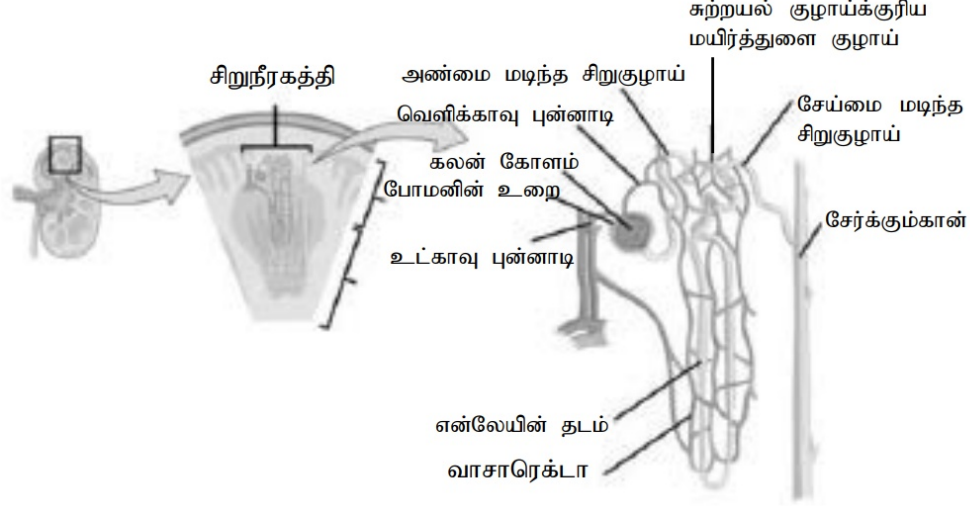 சுற்றயல் குழாய்க்குரிய
மயிர்த்துளை குழாய்
சிறுநீரகத்தி
அண்மை மடிந்த சிறுகுழாய்
வெளிக்காவு புன்னாடி
சேய்மை மடிந்த
சிறுகுழாய்
கலன் கோளம்
போமனின் உறை
சேர்க்கும்கான்
உட்காவு புன்னாடி
என்லேயின் தடம்
வாசாரெக்டா